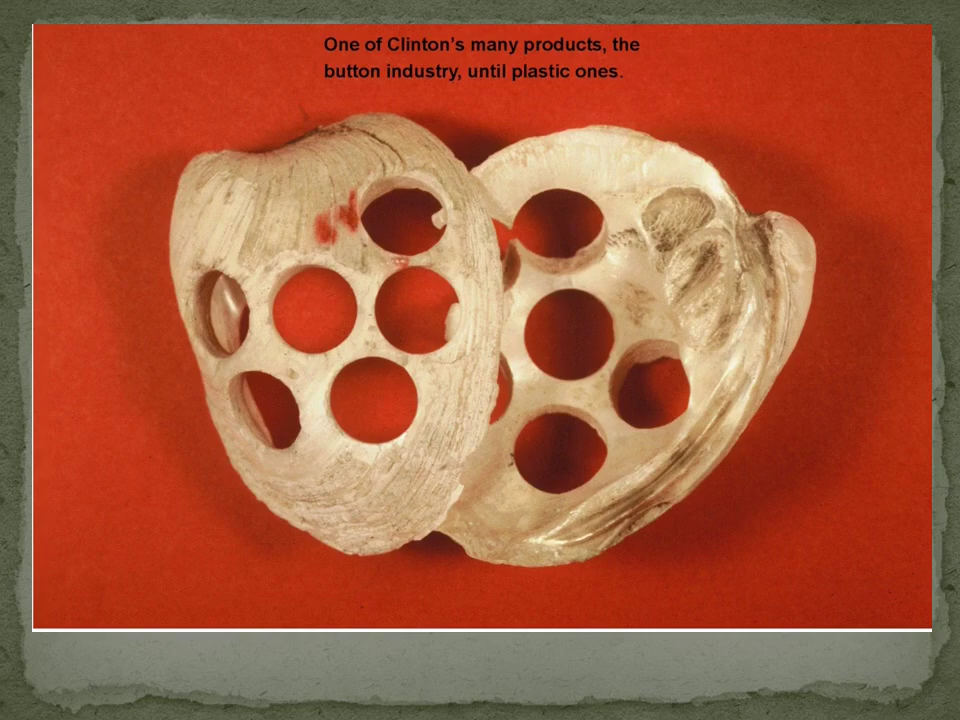 One of Clinton’s many products, the
button industry, until plastic ones.